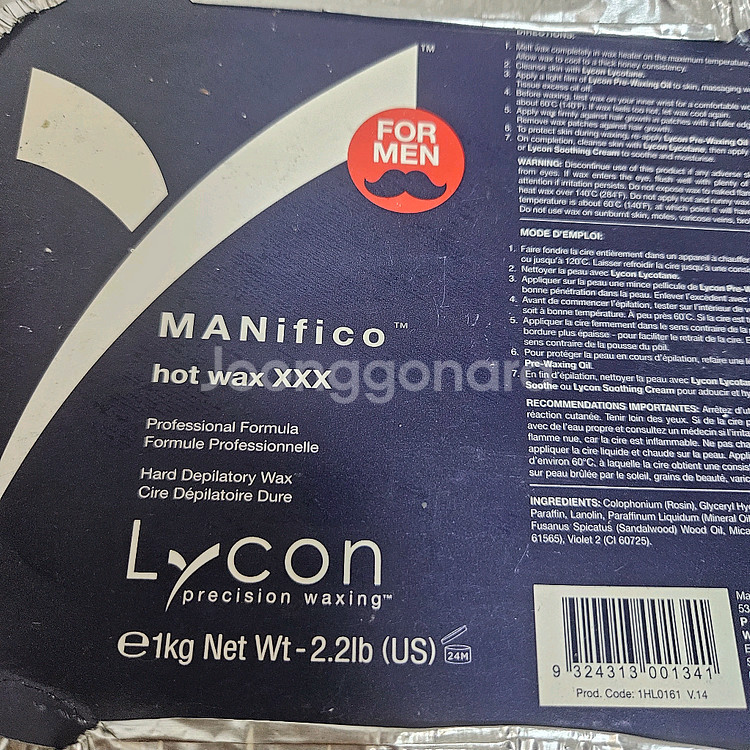 ™
FOR
MEN
MANifico™
hot wax XXX
Professional Formula
Formule Professionnelle
Hard Depilatory Wax
Cire Dépilatoire Dure
Lycon
precision waxing™
℮1kg Net Wt - 2.2lb (US) 24M
Joonggonara
DIRECTIONS:
1. Melt wax completely in wax heater on the maximum temperature
Allow wax to cool to a thick honey consistency.
2. Cleanse skin with Lycon Lycotane.
3. Apply a light film of Lycon Pre-Waxing Oil to skin, massaging
Tissue excess oil off.
4. Before waxing, test wax on your inner wrist for a comfortable
about 60°C (140°F). If wax feels too hot, let wax cool again.
5. Apply wax firmly against hair growth in patches with a fuller
Remove wax patches against hair growth.
6. To protect skin during waxing, re-apply Lycon Pre-Waxing Oil
7. On completion, cleanse skin with Lycon Lycotane, then apply
or Lycon Soothing Cream to soothe and moisturise.
WARNING: Discontinue use of this product if any adverse
from eyes. If wax enters the eye, flush well with plenty of
attention if irritation persists. Do not expose wax to naked
heat wax over 140°C (284°F). Do not apply hot and runny
temperature is about 60°C (140°F), at which point it will
Do not use wax on sunburnt skin, moles, varicose veins,
MODE D'EMPLOI:
1. Faire fondre la cire entièrement dans un appareil à
ou jusqu'à 120°C. Laisser refroidir la cire jusqu'à une
2. Nettoyer la peau avec Lycon Lycotane.
3. Appliquer sur la peau une mince pellicule de Lycon
bonne pénétration dans la peau. Enlever l'excédent avec
4. Avant de commencer l'épilation, tester sur l'intérieur de
soit à bonne température. À peu près 60°C. Si la cire est
5. Appliquer la cire fermement dans le sens contraire de la
bordure plus épaisse - pour faciliter le retrait de la cire.
sens contraire de la pousse du poil.
6. Pour protéger la peau en cours d'épilation, refaire une
Pre-Waxing Oil.
7. En fin d'épilation, nettoyer la peau avec Lycon
Soothe ou Lycon Soothing Cream pour adoucir et
RECOMMENDATIONS IMPORTANTES: Arrêtez
réaction cutanée. Tenir loin des yeux. Si de la cire
avec de l'eau propre et consultez un médecin si
flamme nue, car la cire est inflammable. Ne pas
appliquer la cire liquide et chaude sur la peau.
d'environ 60°C, à laquelle la cire obtient une
sur peau brûlée par le soleil, grains de beauté,
INGREDIENTS: Colophonium (Rosin), Glyceryl
Paraffin, Lanolin, Paraffinum Liquidum (Mineral
Fusanus Spicatus (Sandalwood) Wood Oil, Mica
61565), Violet 2 (CI 60725).
9 324313 001341
Prod. Code: 1HL0161 V.14